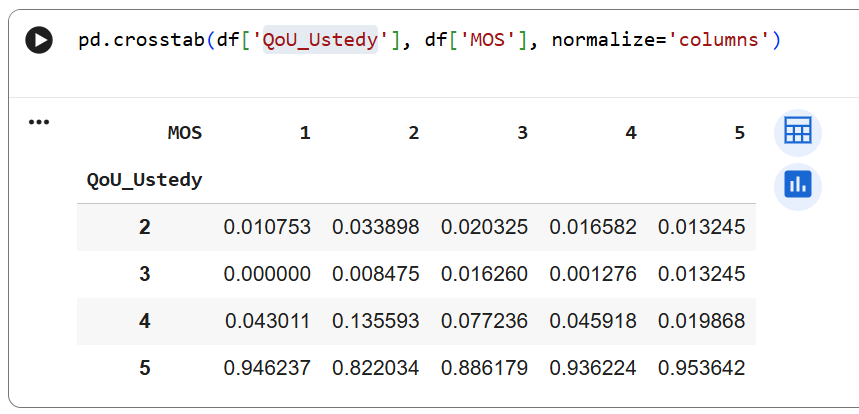 pd.crosstab(df['QoU_Ustedy'], df['MOS'], normalize='columns')
MOS 1 2 3 4 5
QoU_Ustedy
2 0.010753 0.033898 0.020325 0.016582 0.013245
3 0.000000 0.008475 0.016260 0.001276 0.013245
4 0.043011 0.135593 0.077236 0.045918 0.019868
5 0.946237 0.822034 0.886179 0.936224 0.953642